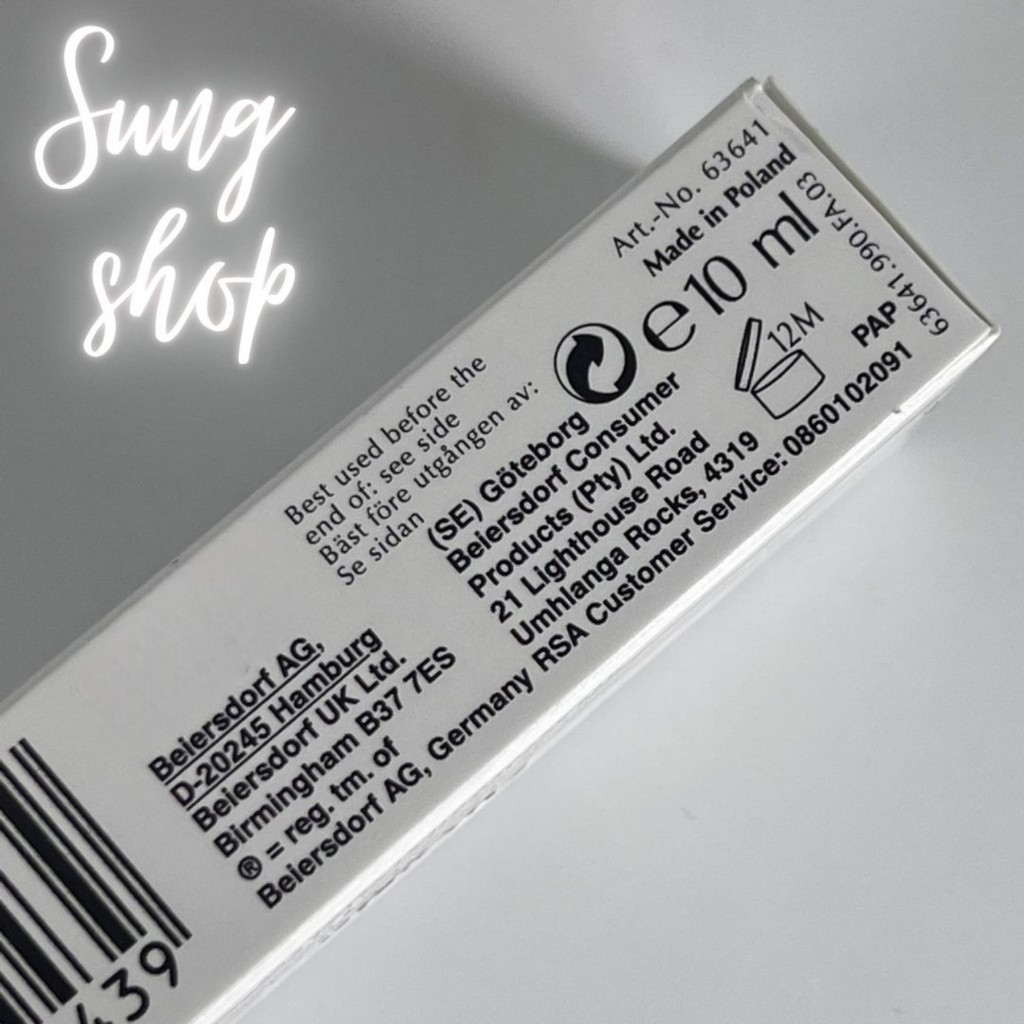 Sung
shop
Art.-No. 63641
Made in Poland
e 10 ml
63641.990.FA.03
12M
PAP
Best used before the
end of: see side
Bäst före utgången av:
Se sidan
(SE) Göteborg
Beiersdorf Consumer
Products (Pty) Ltd.
21 Lighthouse Road
Umhlanga Rocks, 4319
RSA Customer Service: 0860102091
Beiersdorf AG,
D-20245 Hamburg
Beiersdorf UK Ltd.
Birmingham B37 7ES
® = reg. tm. of
Beiersdorf AG, Germany
439